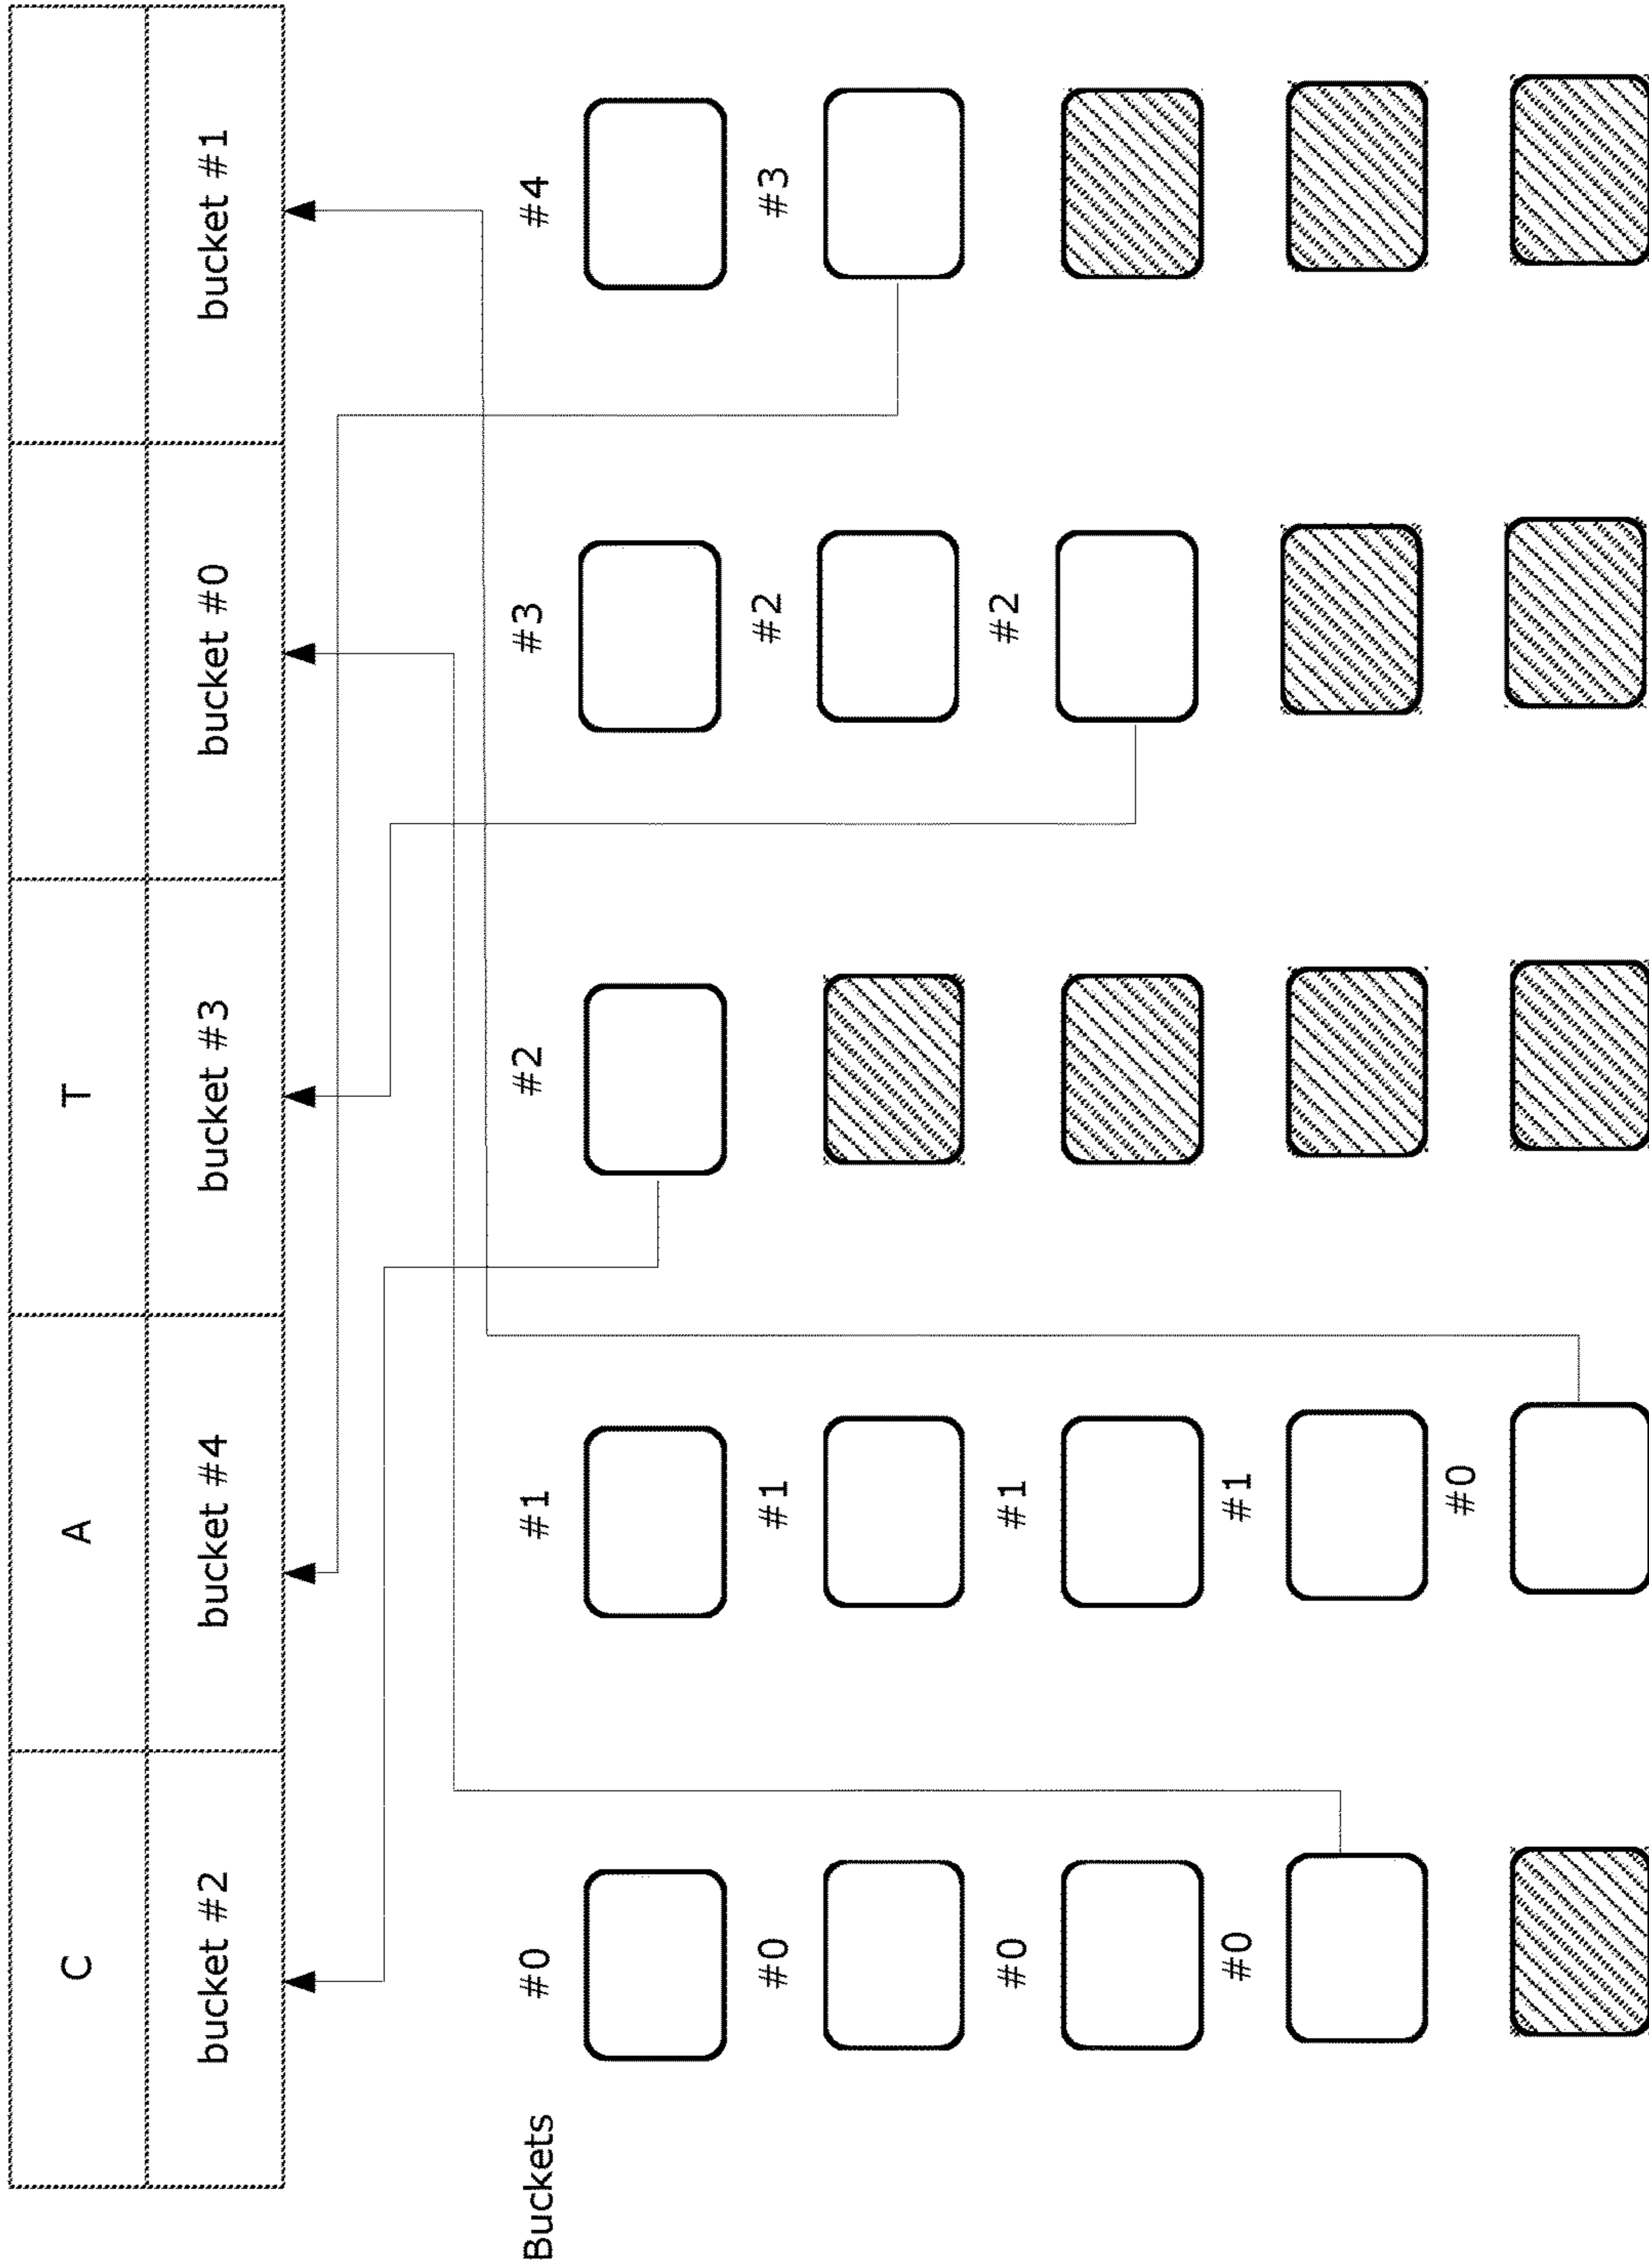 C A T
bucket #2 bucket #4 bucket #3 bucket #0 bucket #1
Buckets #0 #1 #2 #3 #4
#0 #1 #2 #3
#0 #1 #2
#0 #1
#0